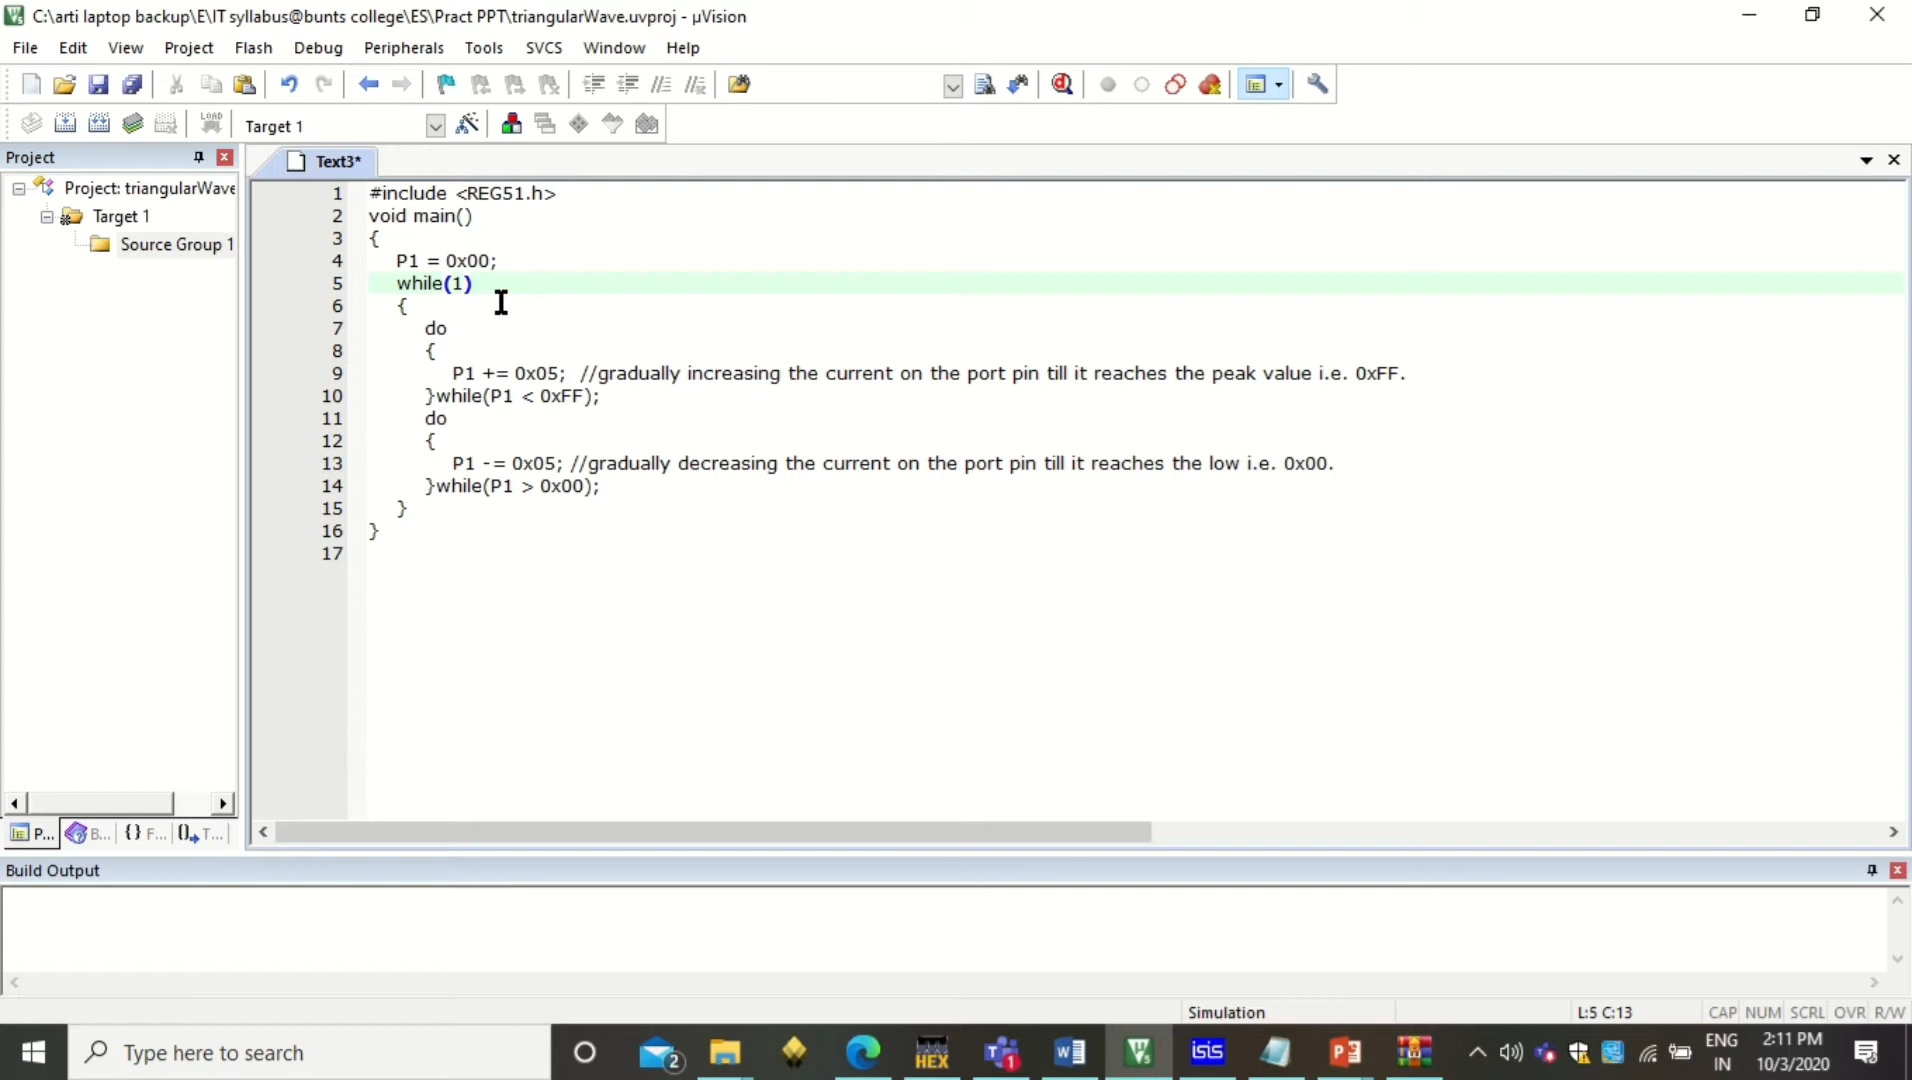 C:\arti laptop backup\E\IT syllabus@bunts college\ES\Pract PPT\triangularWave.uvproj - µVision
File Edit View Project Flash Debug Peripherals Tools SVCS Window Help
LOAD Target 1
Project
Project: triangularWave
Target 1
Source Group 1
Text3*
1 #include <REG51.h>
2 void main()
3 {
4 P1 = 0x00;
5 while(1)
6 {
7 do
8 {
9 P1 += 0x05; //gradually increasing the current on the port pin till it reaches the peak value i.e. 0xFF.
10 }while(P1 < 0xFF);
11 do
12 {
13 P1 -= 0x05; //gradually decreasing the current on the port pin till it reaches the low i.e. 0x00.
14 }while(P1 > 0x00);
15 }
16 }
17
P... B... {} F... T...
Build Output
Simulation L:5 C:13 CAP NUM SCRL OVR R/W
Type here to search 2 HEX 1 isis ENG 2:11 PM
IN 10/3/2020